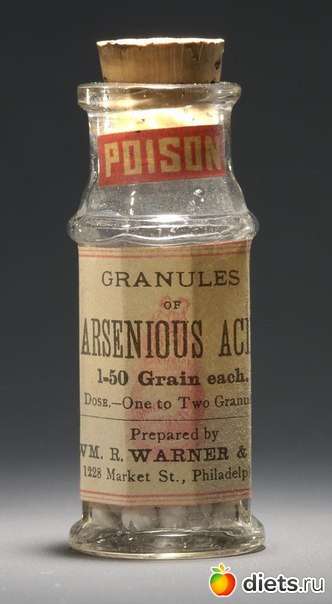 POISON
GRANULES
OF
ARSENIOUS ACI
1-50 Grain each.
DOSE.—One to Two Granu
Prepared by
WM. R. WARNER &
1228 Market St., Philadelp
diets.ru